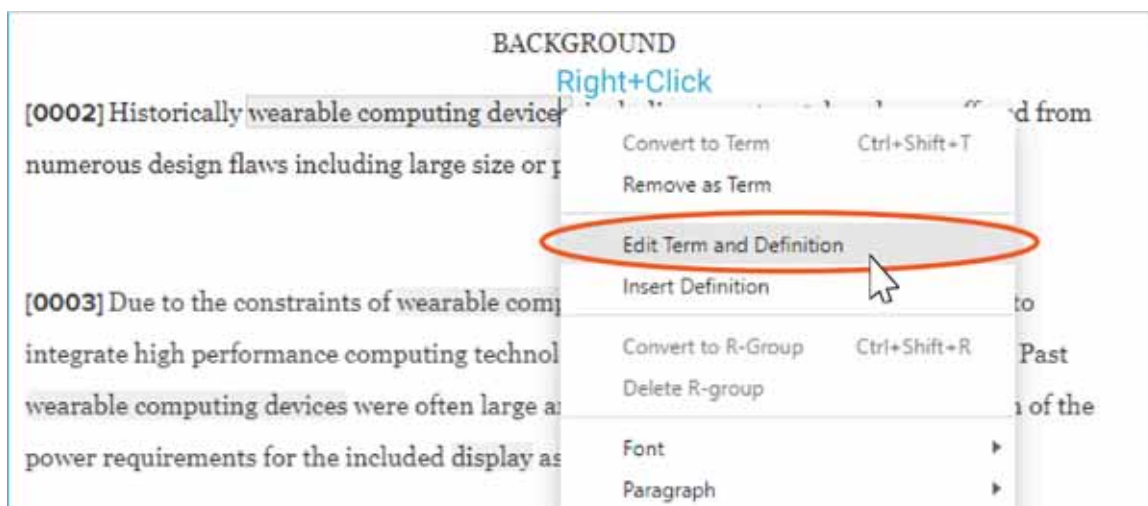 BACKGROUND
Right+Click
[0002] Historically wearable computing device
d from
numerous design flaws including large size or
[0003] Due to the constraints of wearable
to
integrate high performance computing
Past
wearable computing devices were often large
of the
power requirements for the included display as
Convert to Term Ctrl+Shift+T
Remove as Term
Edit Term and Definition
Insert Definition
Convert to R-Group Ctrl+Shift+R
Delete R-group
Font
Paragraph